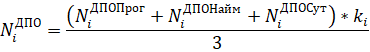 N_i^ДПО = (N_i^ДПОПрог + N_i^ДПОНайм + N_i^ДПОСут) * k_i / 3